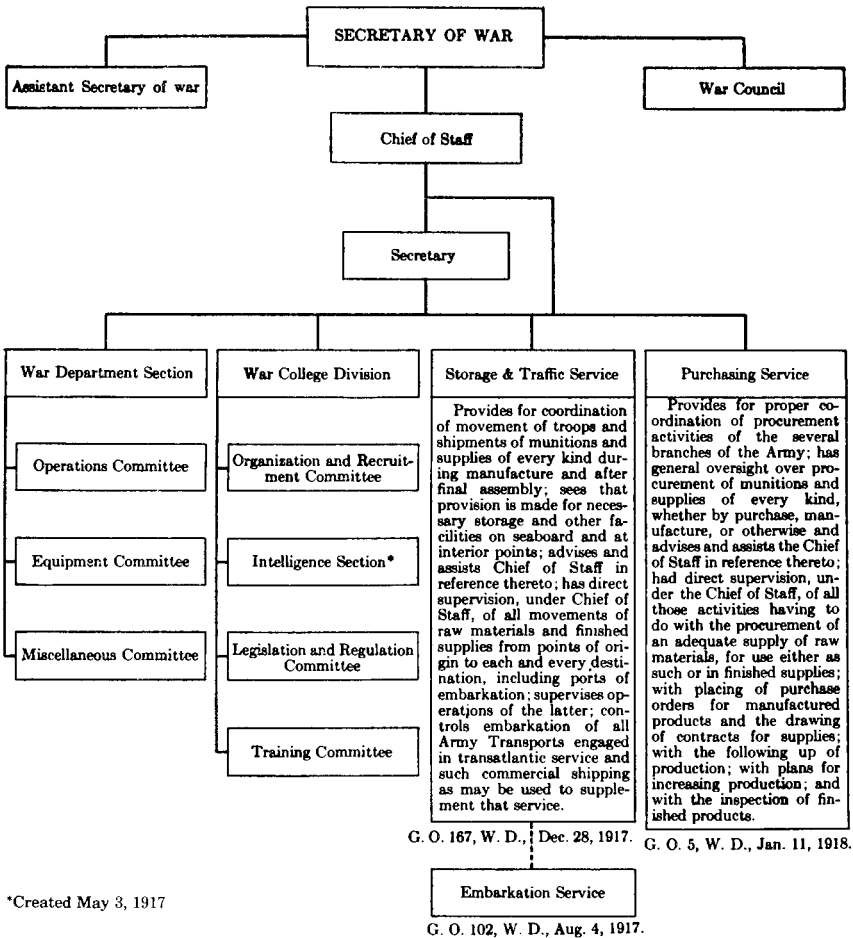 SECRETARY OF WAR
Assistant Secretary of war
War Council
Chief of Staff
Secretary
War Department Section
Operations Committee
Equipment Committee
Miscellaneous Committee
War College Division
Organization and Recruit-
ment Committee
Intelligence Section*
Legislation and Regulation
Committee
Training Committee
Storage & Traffic Service
Provides for coordination
of movement of troops and
shipments of munitions and
supplies of every kind dur-
ing manufacture and after
final assembly; sees that
provision is made for neces-
sary storage and other fa-
cilities on seaboard and at
interior points; advises and
assists Chief of Staff in
reference thereto; has direct
supervision, under Chief of
Staff, of all movements of
raw materials and finished
supplies from points of ori-
gin to each and every desti-
nation, including ports of
embarkation; supervises op-
erations of the latter; con-
trols embarkation of all
Army Transports engaged
in transatlantic service and
such commercial shipping
as may be used to supple-
ment that service.
G. O. 167, W. D., Dec. 28, 1917.
Embarkation Service
G. O. 102, W. D., Aug. 4, 1917.
Purchasing Service
Provides for proper co-
ordination of procurement
activities of the several
branches of the Army; has
general oversight over pro-
curement of munitions and
supplies of every kind,
whether by purchase, man-
ufacture, or otherwise and
advises and assists the Chief
of Staff in reference thereto;
had direct supervision, un-
der the Chief of Staff, of all
those activities having to
do with the procurement of
an adequate supply of raw
materials, for use either as
such or in finished supplies;
with placing of purchase
orders for manufactured
products and the drawing
of contracts for supplies;
with the following up of
production; with plans for
increasing production; and
with the inspection of fin-
ished products.
G. O. 5, W. D., Jan. 11, 1918.
*Created May 3, 1917